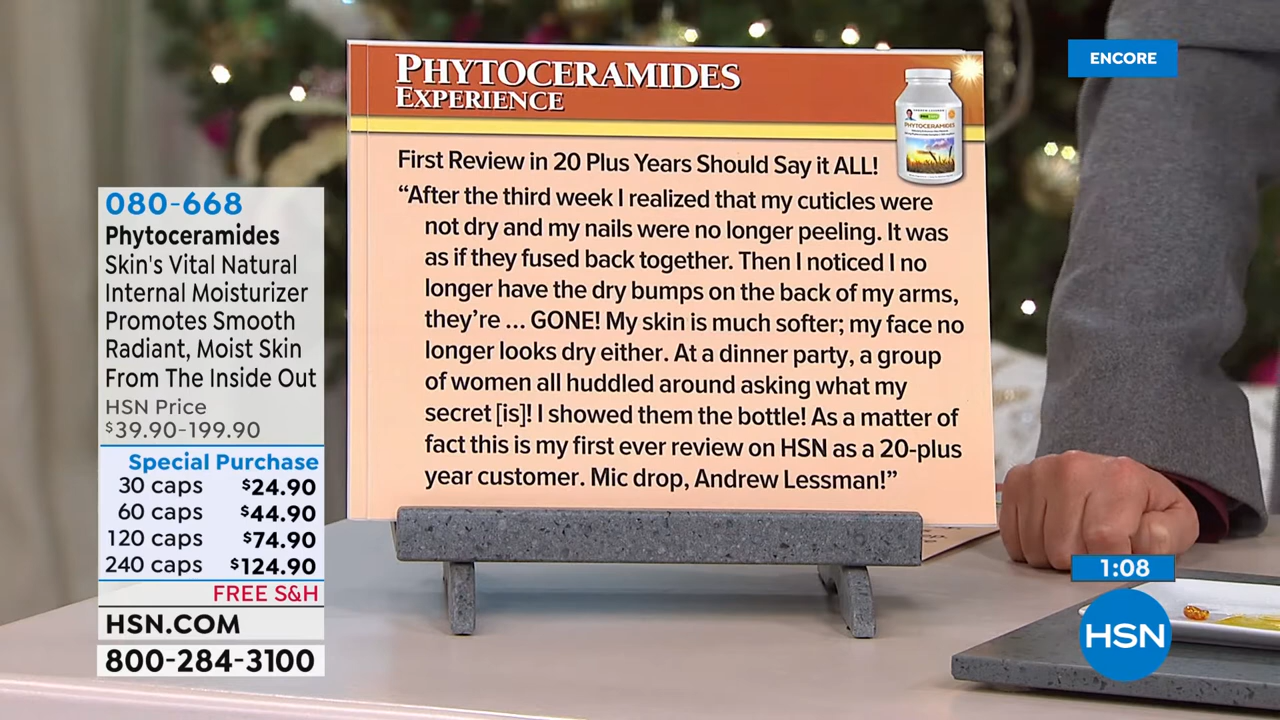 ENCORE
PHYTOCERAMIDES
EXPERIENCE
PHYTOCERAMIDES
First Review in 20 Plus Years Should Say it ALL!
“After the third week I realized that my cuticles were
not dry and my nails were no longer peeling. It was
as if they fused back together. Then I noticed I no
longer have the dry bumps on the back of my arms,
they’re ... GONE! My skin is much softer; my face no
longer looks dry either. At a dinner party, a group
of women all huddled around asking what my
secret [is]! I showed them the bottle! As a matter of
fact this is my first ever review on HSN as a 20-plus
year customer. Mic drop, Andrew Lessman!”
080-668
Phytoceramides
Skin's Vital Natural
Internal Moisturizer
Promotes Smooth
Radiant, Moist Skin
From The Inside Out
HSN Price
$39.90-199.90
Special Purchase
30 caps $24.90
60 caps $44.90
120 caps $74.90
240 caps $124.90
FREE S&H
HSN.COM
800-284-3100
1:08
HSN